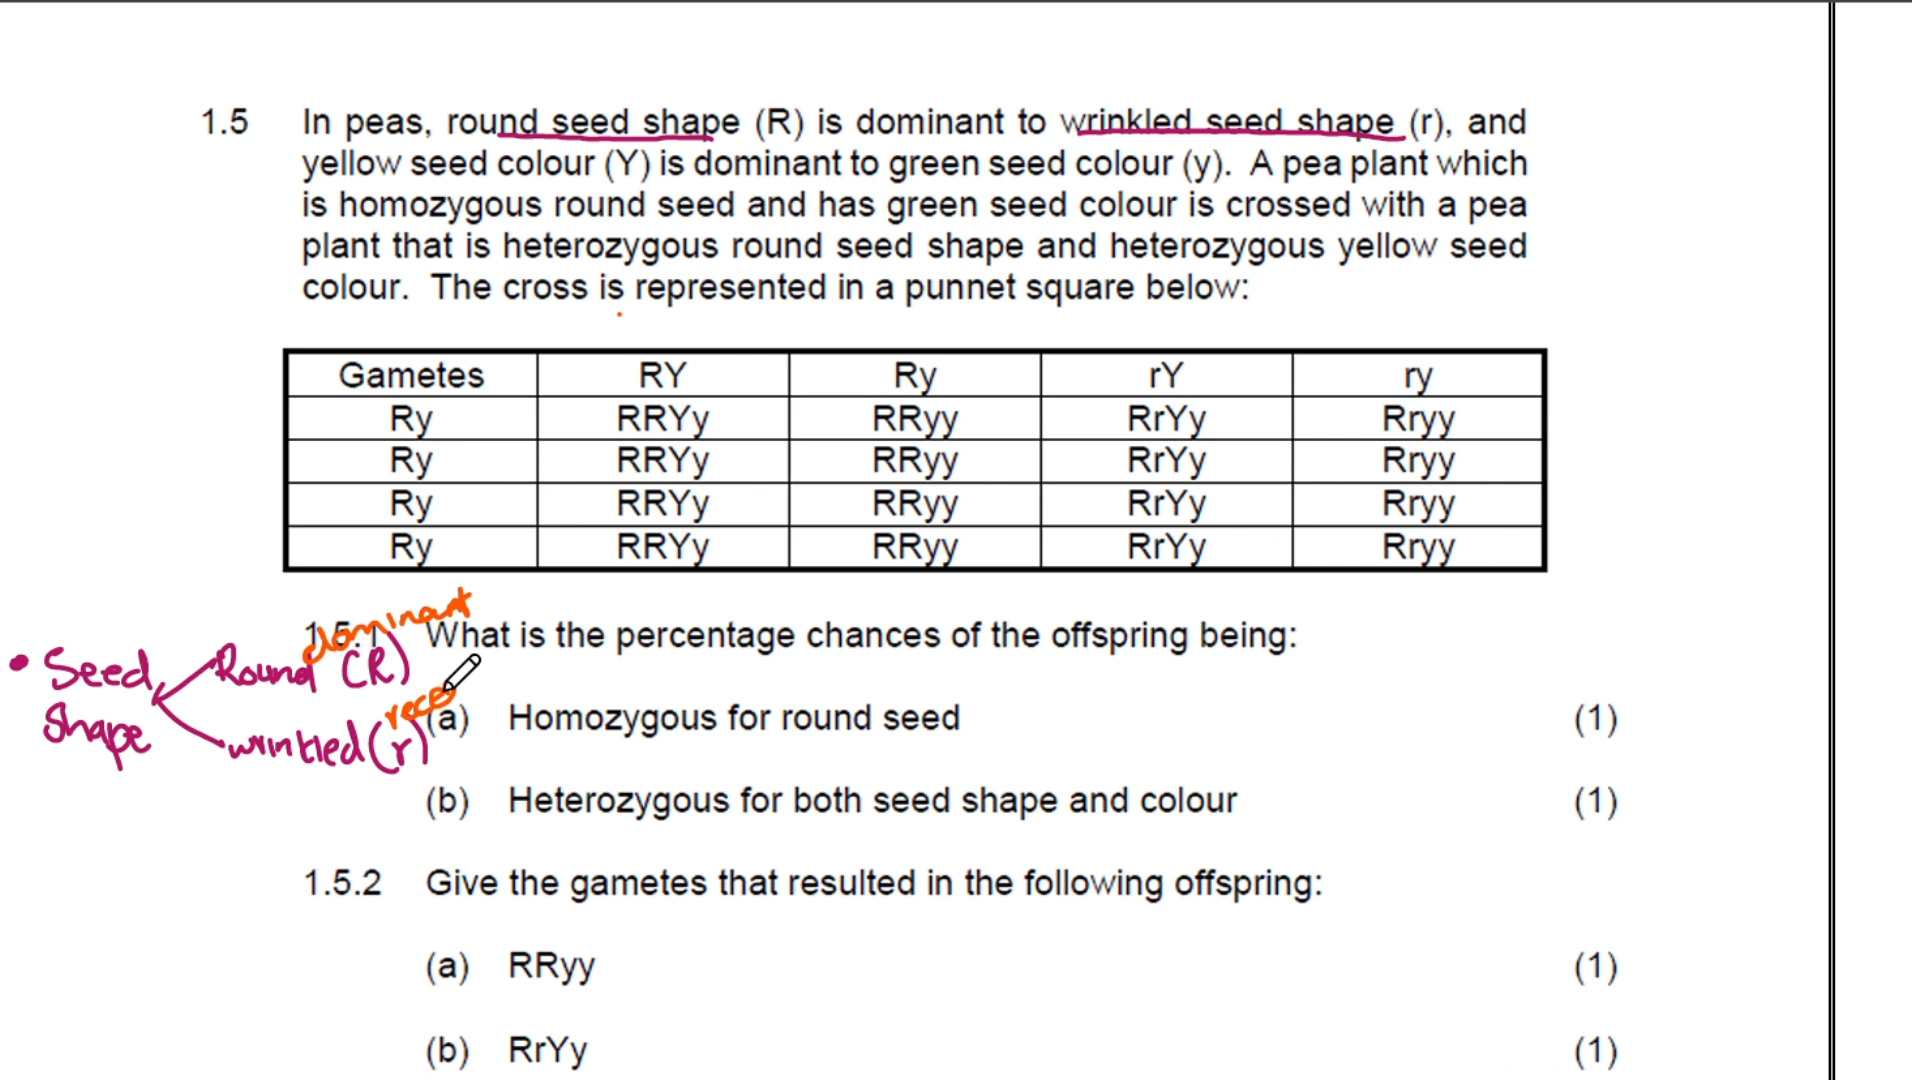 1.5 In peas, round seed shape (R) is dominant to wrinkled seed shape (r), and
yellow seed colour (Y) is dominant to green seed colour (y). A pea plant which
is homozygous round seed and has green seed colour is crossed with a pea
plant that is heterozygous round seed shape and heterozygous yellow seed
colour. The cross is represented in a punnet square below:
Gametes RY Ry rY ry
Ry RRYy RRyy RrYy Rryy
Ry RRYy RRyy RrYy Rryy
Ry RRYy RRyy RrYy Rryy
Ry RRYy RRyy RrYy Rryy
dominant
1.5.1 What is the percentage chances of the offspring being:
• Seed shape
Round (R)
rece
wrinkled (r)
(a) Homozygous for round seed (1)
(b) Heterozygous for both seed shape and colour (1)
1.5.2 Give the gametes that resulted in the following offspring:
(a) RRyy (1)
(b) RrYy (1)